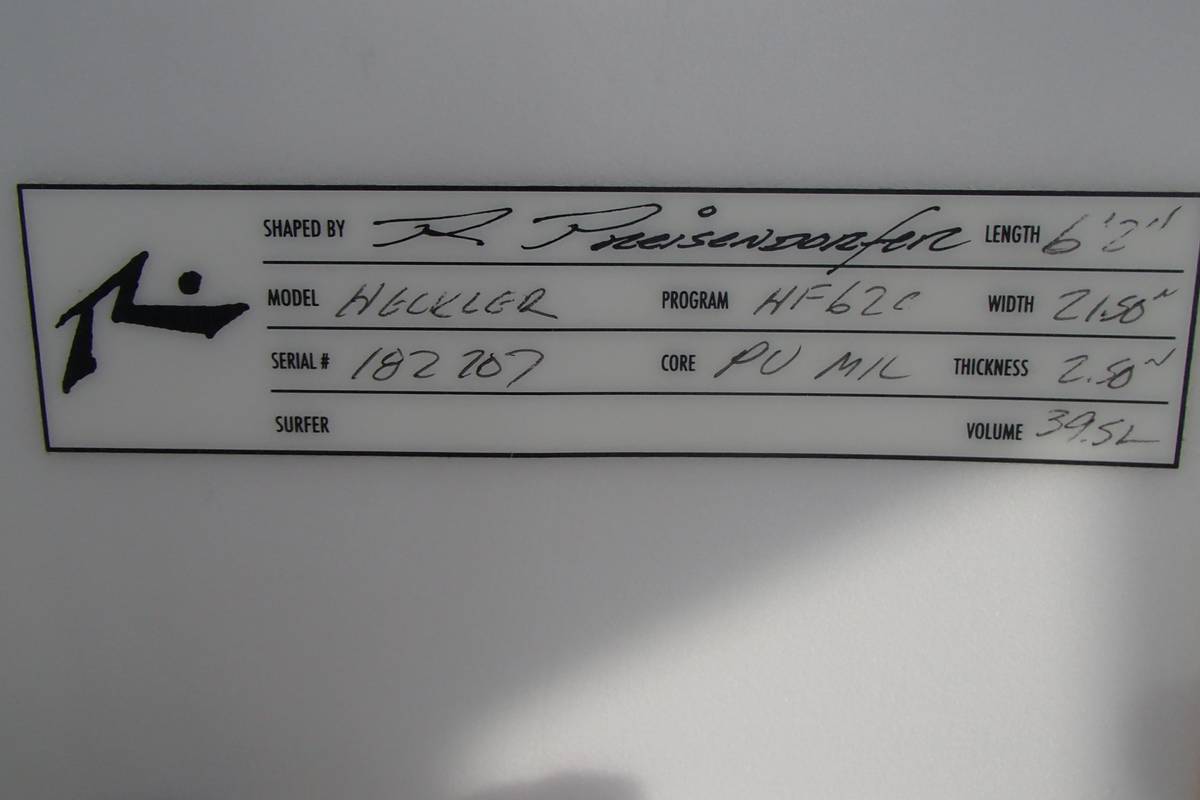 SHAPED BY R Preisendorfer LENGTH 6'2"
MODEL HECKLER PROGRAM HF62C WIDTH 21.50"
SERIAL # 182707 CORE PU M/L THICKNESS 2.50"
SURFER VOLUME 39.5L